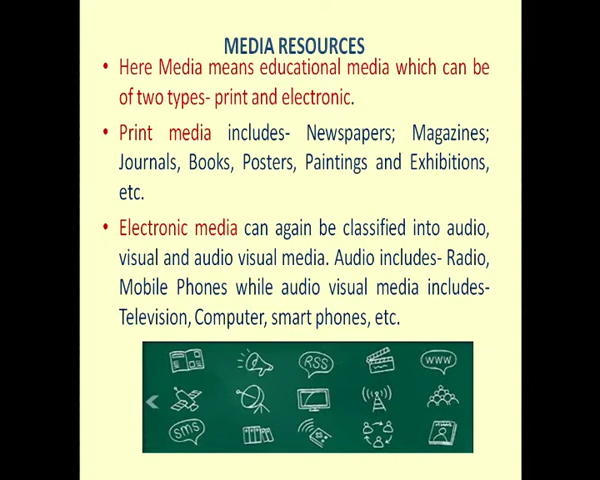 MEDIA RESOURCES
• Here Media means educational media which can be
of two types- print and electronic.
• Print media includes- Newspapers; Magazines;
Journals, Books, Posters, Paintings and Exhibitions,
etc.
• Electronic media can again be classified into audio,
visual and audio visual media. Audio includes- Radio,
Mobile Phones while audio visual media includes-
Television, Computer, smart phones, etc.
RSS
WWW
SMS